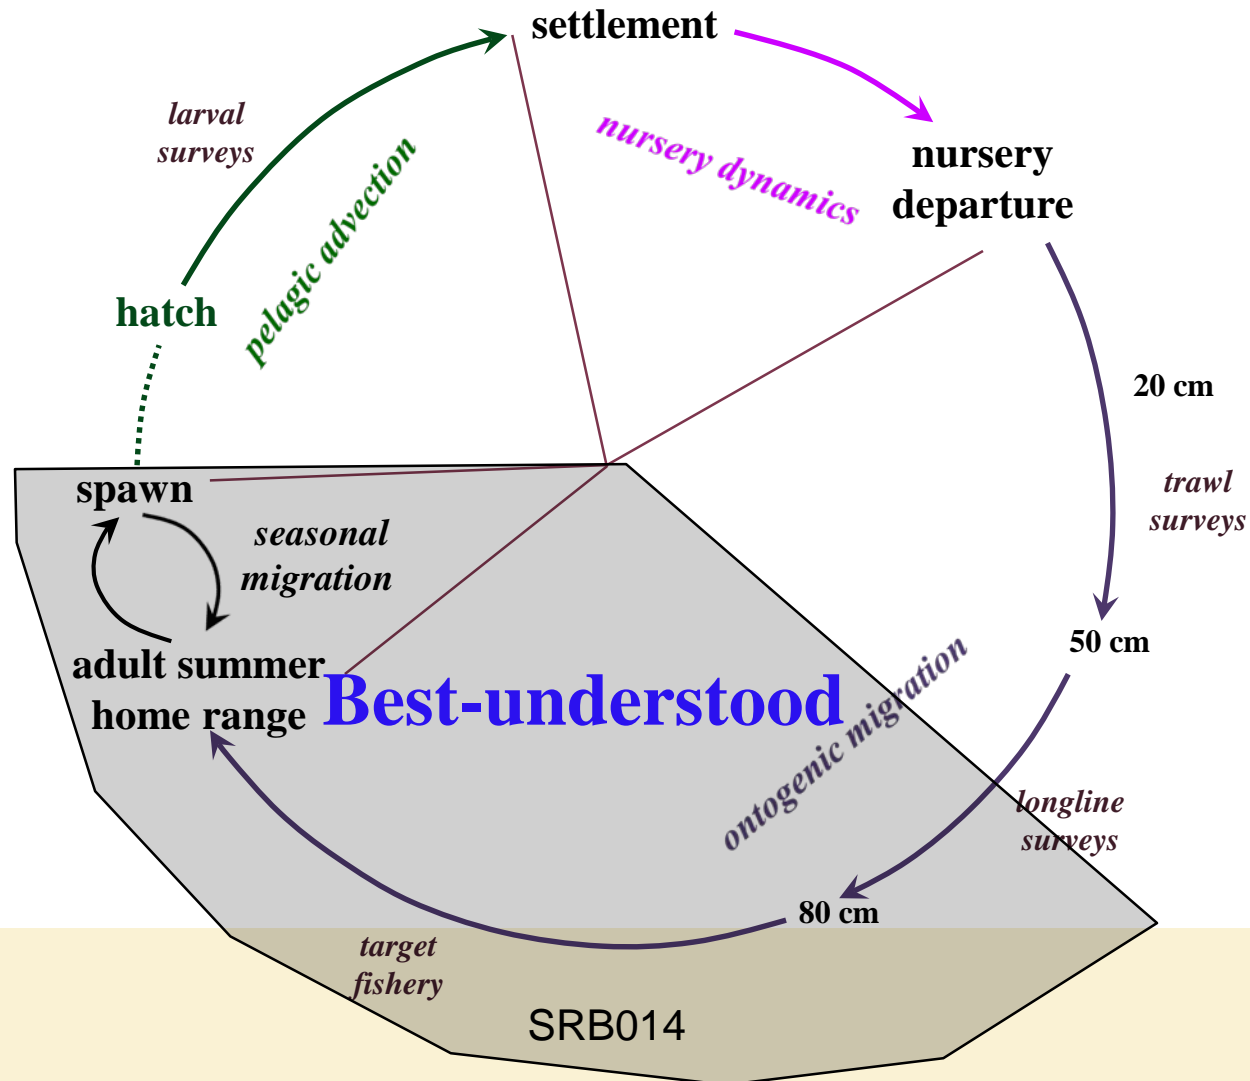 settlement
larval
surveys
pelagic advection
nursery dynamics
nursery
departure
hatch
20 cm
spawn
seasonal
migration
trawl
surveys
50 cm
adult summer
home range
Best-understood
ontogenic migration
longline
surveys
80 cm
target
fishery
SRB014